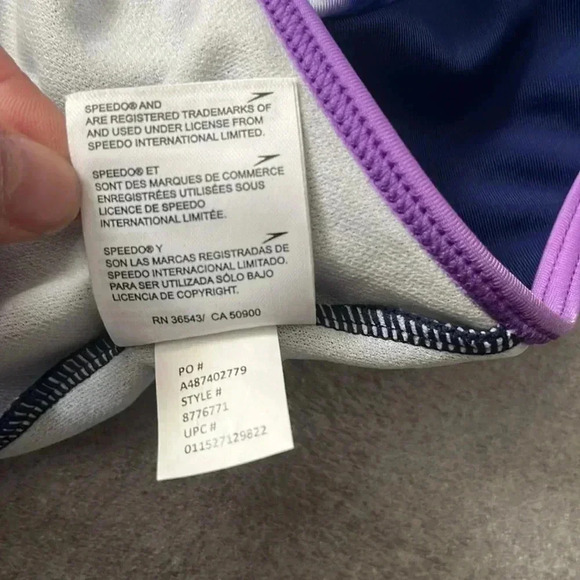 SPEEDO® AND
ARE REGISTERED TRADEMARKS OF
AND USED UNDER LICENSE FROM
SPEEDO INTERNATIONAL LIMITED.
SPEEDO® ET
SONT DES MARQUES DE COMMERCE
ENREGISTRÉES UTILISÉES SOUS
LICENCE DE SPEEDO
INTERNATIONAL LIMITÉE.
SPEEDO® Y
SON LAS MARCAS REGISTRADAS DE
SPEEDO INTERNACIONAL LIMITADO.
PARA SER UTILIZADA SÓLO BAJO
LICENCIA DE COPYRIGHT.
RN 36543/ CA 50900
PO #
A487402779
STYLE #
8776771
UPC #
011527129822